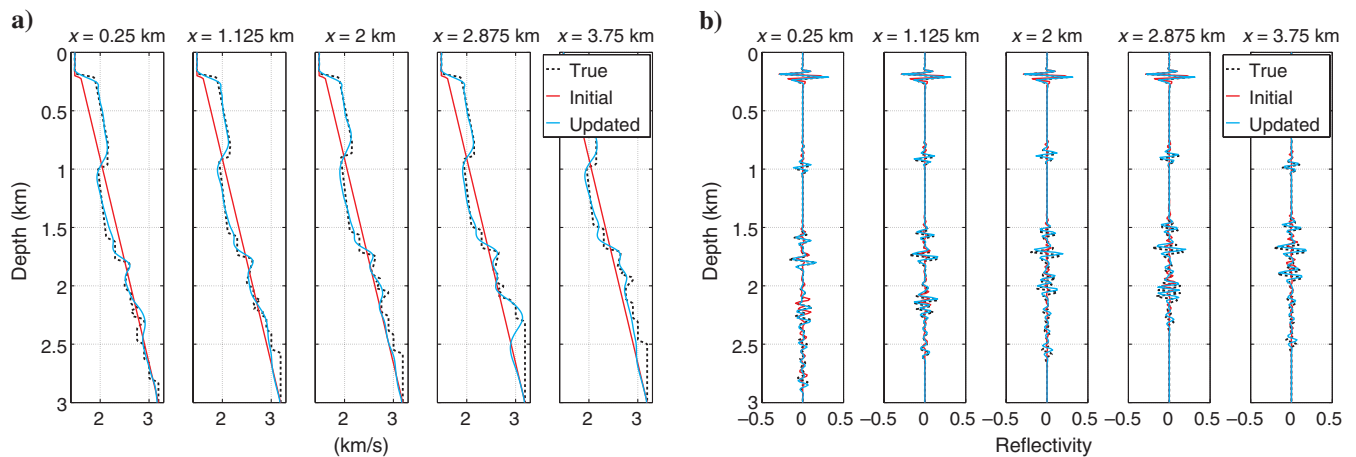 a)
x = 0.25 km x = 1.125 km x = 2 km x = 2.875 km x = 3.75 km
0
0.5
1
1.5
2
2.5
3
Depth (km)
True
Initial
Updated
2 3 2 3 2 3 2 3 2 3
(km/s)
b)
x = 0.25 km x = 1.125 km x = 2 km x = 2.875 km x = 3.75 km
0
0.5
1
1.5
2
2.5
3
Depth (km)
True
Initial
Updated
−0.5 0 0.5 −0.5 0 0.5 −0.5 0 0.5 −0.5 0 0.5 −0.5 0 0.5
Reflectivity